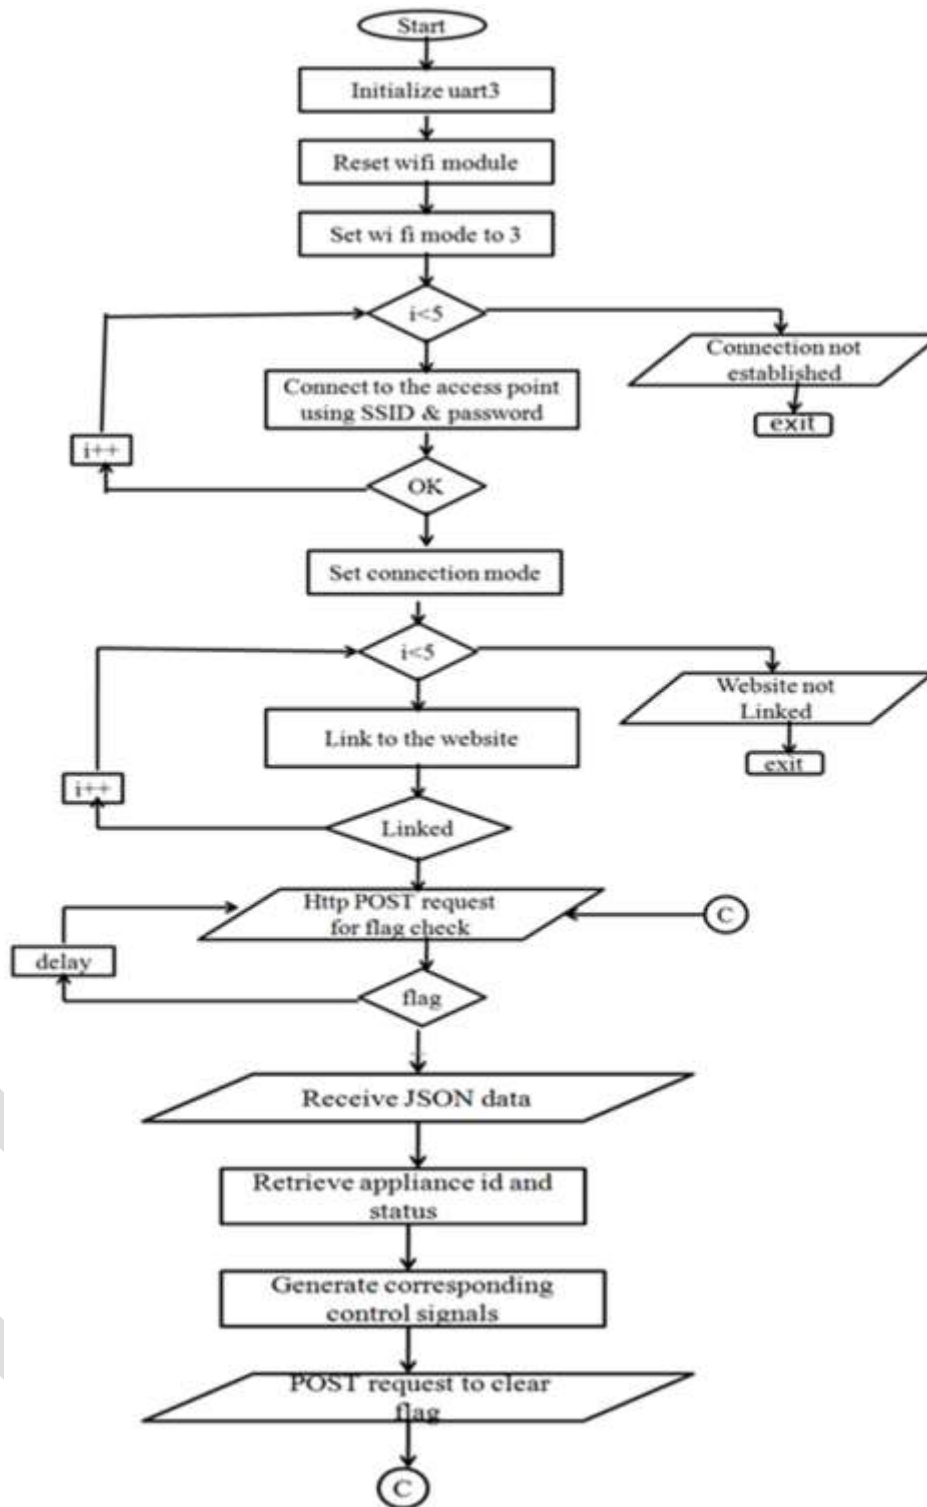 Start
Initialize uart3
Reset wifi module
Set wi fi mode to 3
i<5
Connection not
established
exit
Connect to the access point
using SSID & password
i++
OK
Set connection mode
i<5
Website not
Linked
exit
Link to the website
i++
Linked
Http POST request
for flag check
C
delay
flag
Receive JSON data
Retrieve appliance id and
status
Generate corresponding
control signals
POST request to clear
flag
C